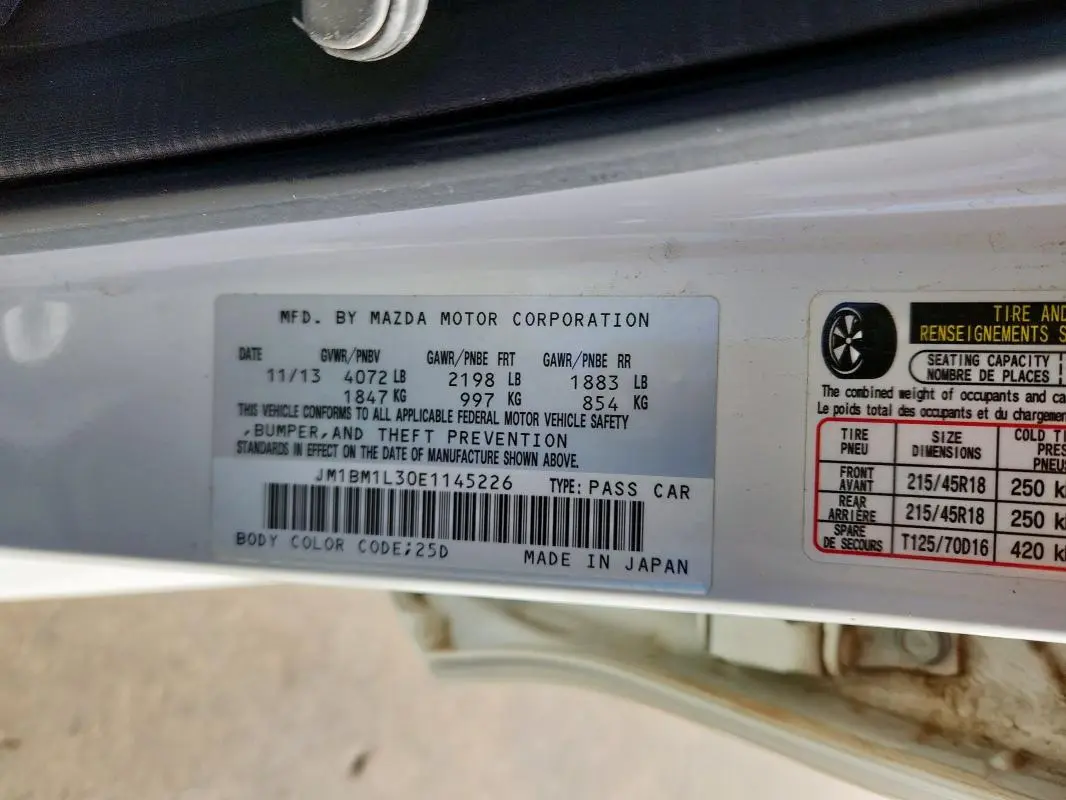 MFD. BY MAZDA MOTOR CORPORATION
DATE GVWR/PNBV GAWR/PNBE FRT GAWR/PNBE RR
11/13 4072 LB 2198 LB 1883 LB
1847 KG 997 KG 854 KG
THIS VEHICLE CONFORMS TO ALL APPLICABLE FEDERAL MOTOR VEHICLE SAFETY
,BUMPER,AND THEFT PREVENTION
STANDARDS IN EFFECT ON THE DATE OF MANUFACTURE SHOWN ABOVE.
JM1BM1L30E1145226 TYPE: PASS CAR
BODY COLOR CODE;25D MADE IN JAPAN
TIRE AND
RENSEIGNEMENTS S
SEATING CAPACITY
NOMBRE DE PLACES
The combined weight of occupants and ca
Le poids total des occupants et du chargemen
TIRE SIZE COLD TI
PNEU DIMENSIONS PRES
PNEU
FRONT
AVANT 215/45R18 250 k
REAR
ARRIÈRE 215/45R18 250 k
SPARE
DE SECOURS T125/70D16 420 k